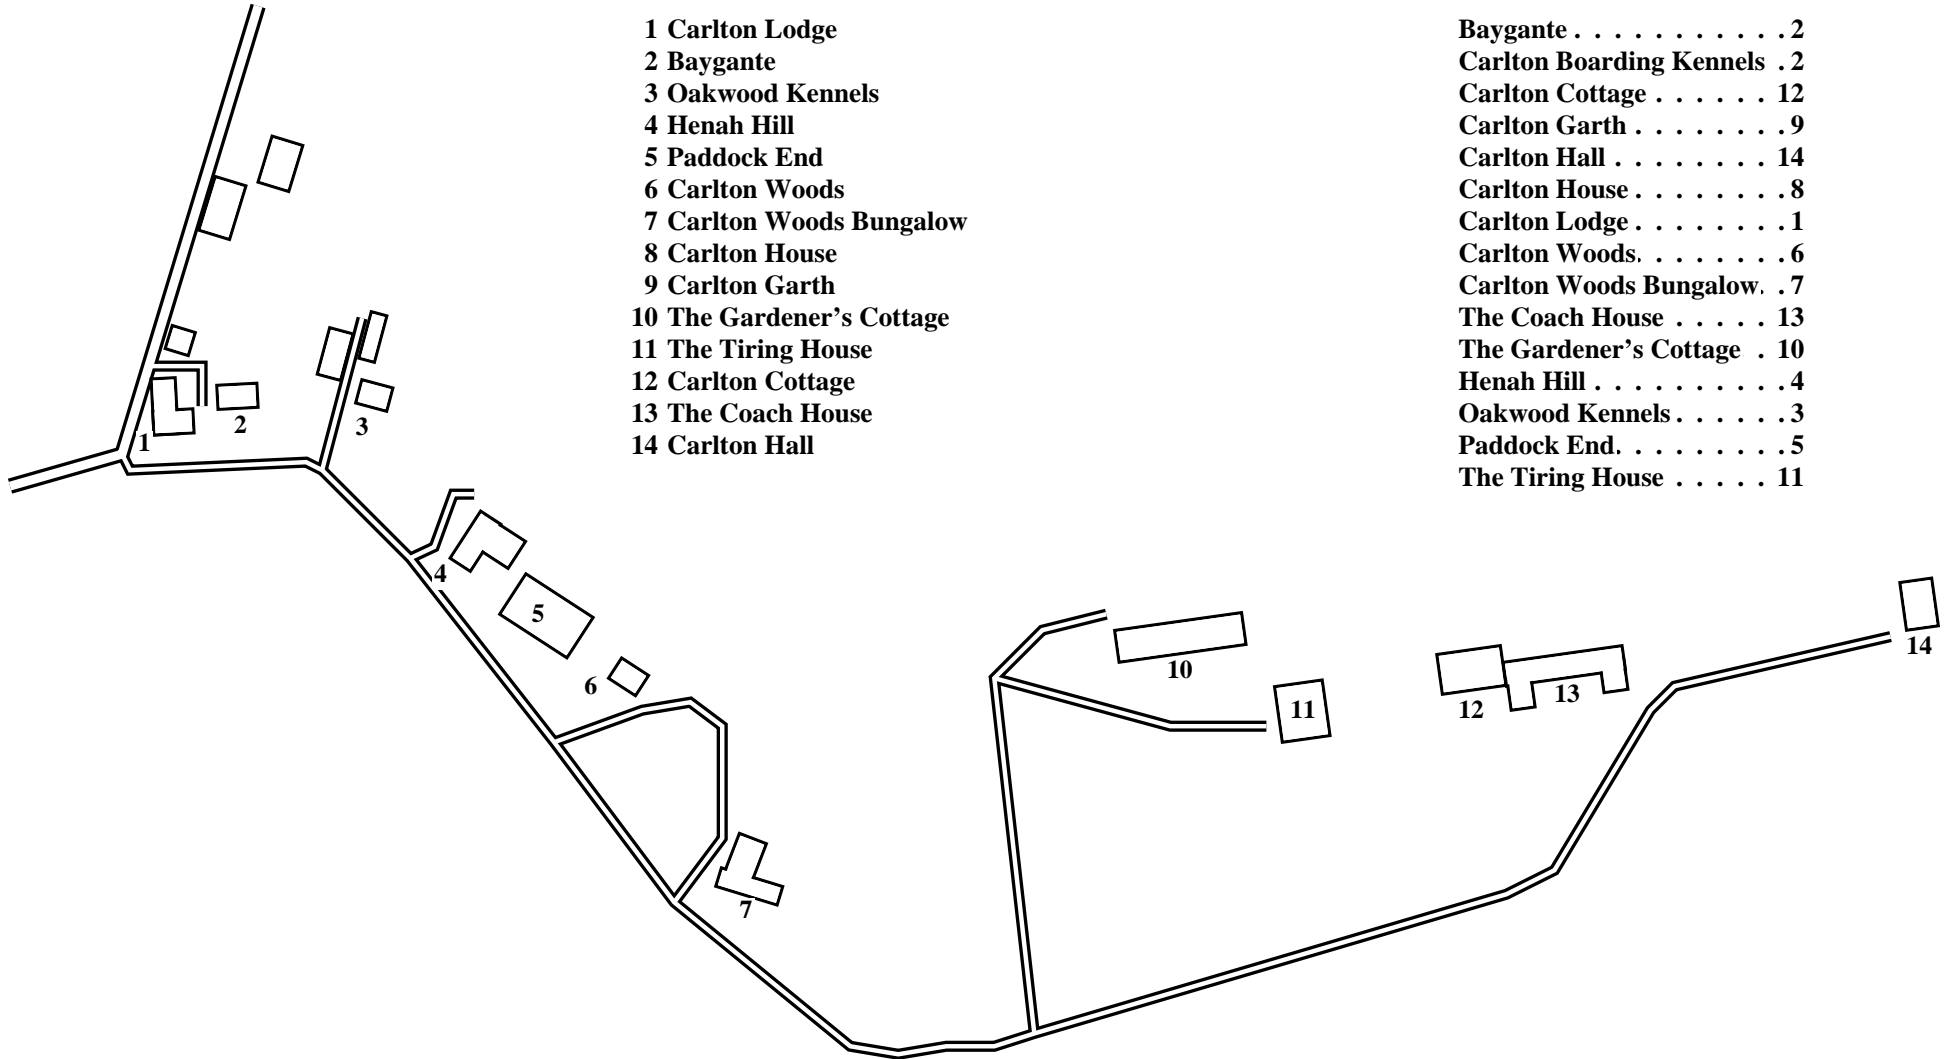 1 Carlton Lodge
2 Baygante
3 Oakwood Kennels
4 Henah Hill
5 Paddock End
6 Carlton Woods
7 Carlton Woods Bungalow
8 Carlton House
9 Carlton Garth
10 The Gardener’s Cottage
11 The Tiring House
12 Carlton Cottage
13 The Coach House
14 Carlton Hall
Baygante . . . . . . . . . . . 2
Carlton Boarding Kennels . 2
Carlton Cottage . . . . . . 12
Carlton Garth . . . . . . . . 9
Carlton Hall . . . . . . . . 14
Carlton House . . . . . . . . 8
Carlton Lodge . . . . . . . . 1
Carlton Woods. . . . . . . . 6
Carlton Woods Bungalow. . 7
The Coach House . . . . . 13
The Gardener’s Cottage . 10
Henah Hill . . . . . . . . . . 4
Oakwood Kennels . . . . . . 3
Paddock End. . . . . . . . . 5
The Tiring House . . . . . 11
1
2
3
4
5
6
7
10
11
12
13
14